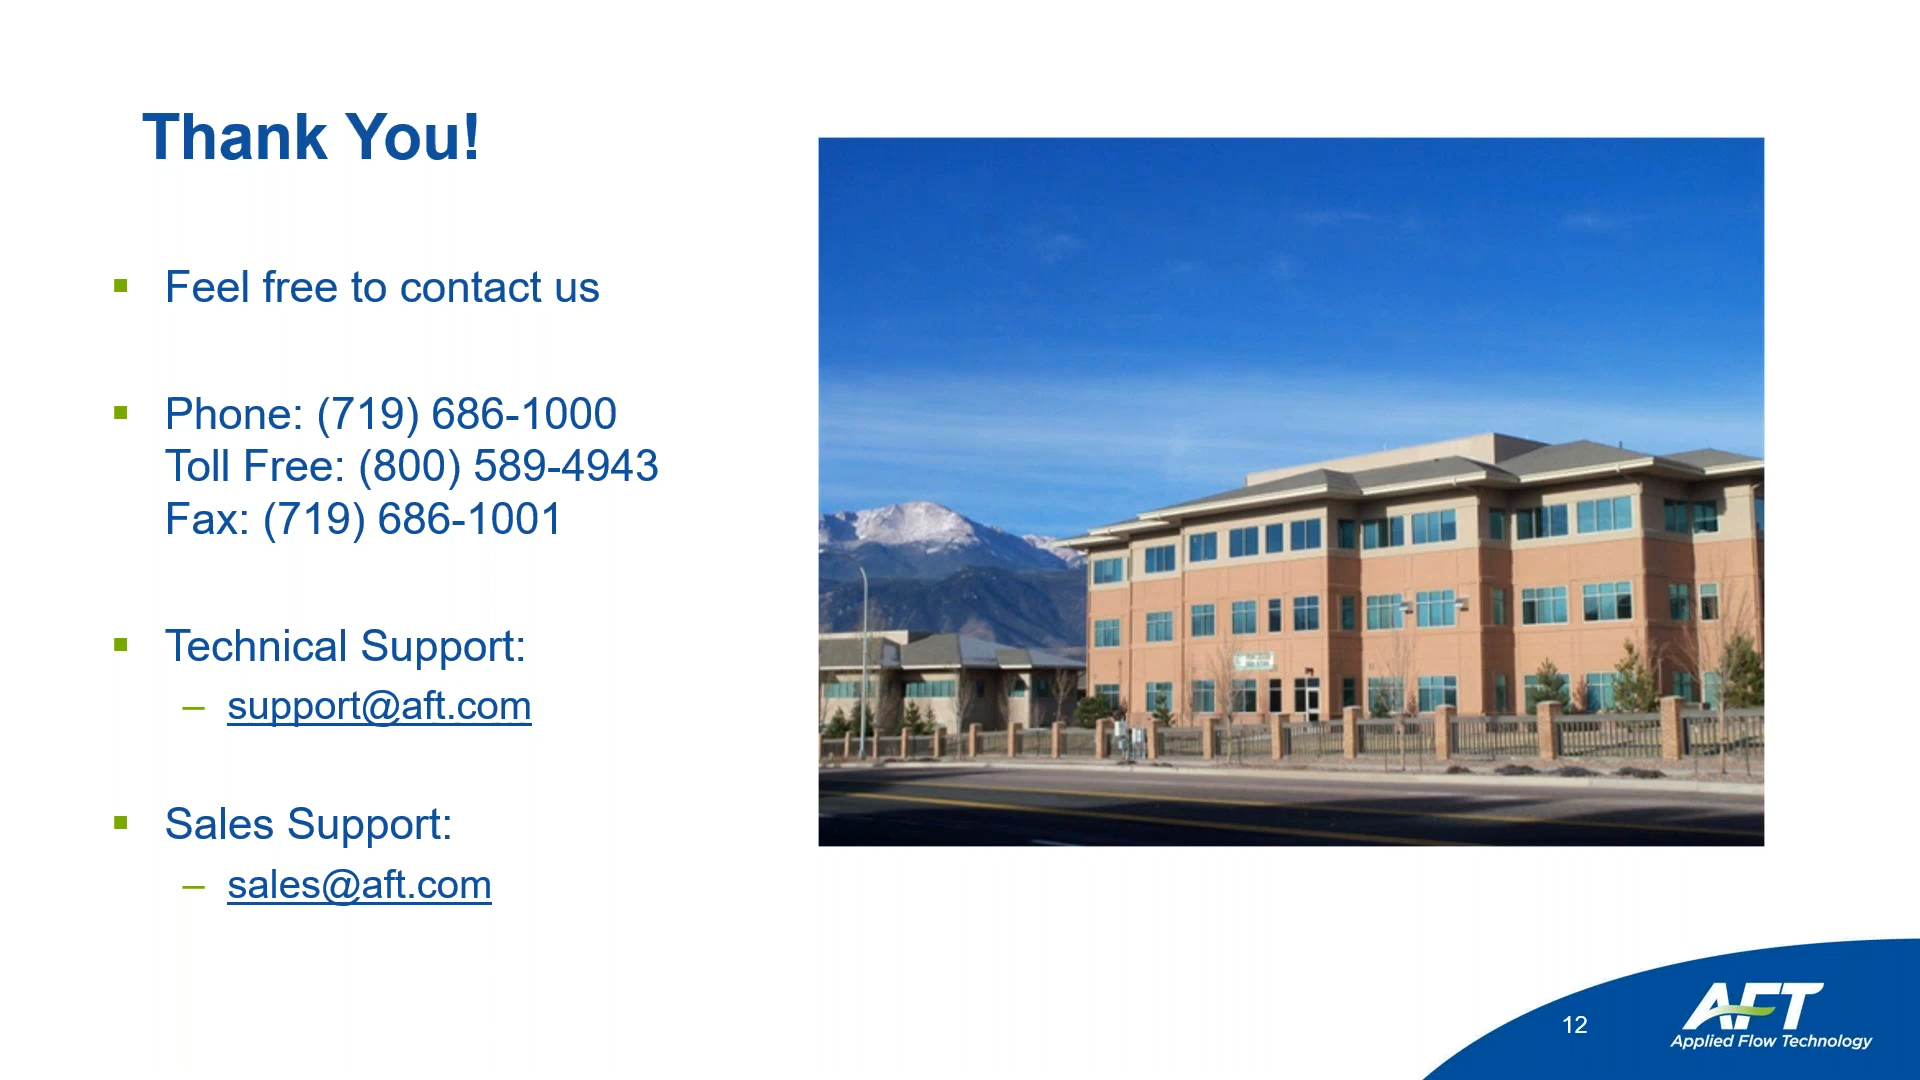 Thank You!
Feel free to contact us
Phone: (719) 686-1000
Toll Free: (800) 589-4943
Fax: (719) 686-1001
Technical Support:
– support@aft.com
Sales Support:
– sales@aft.com
12
AFT
Applied Flow Technology